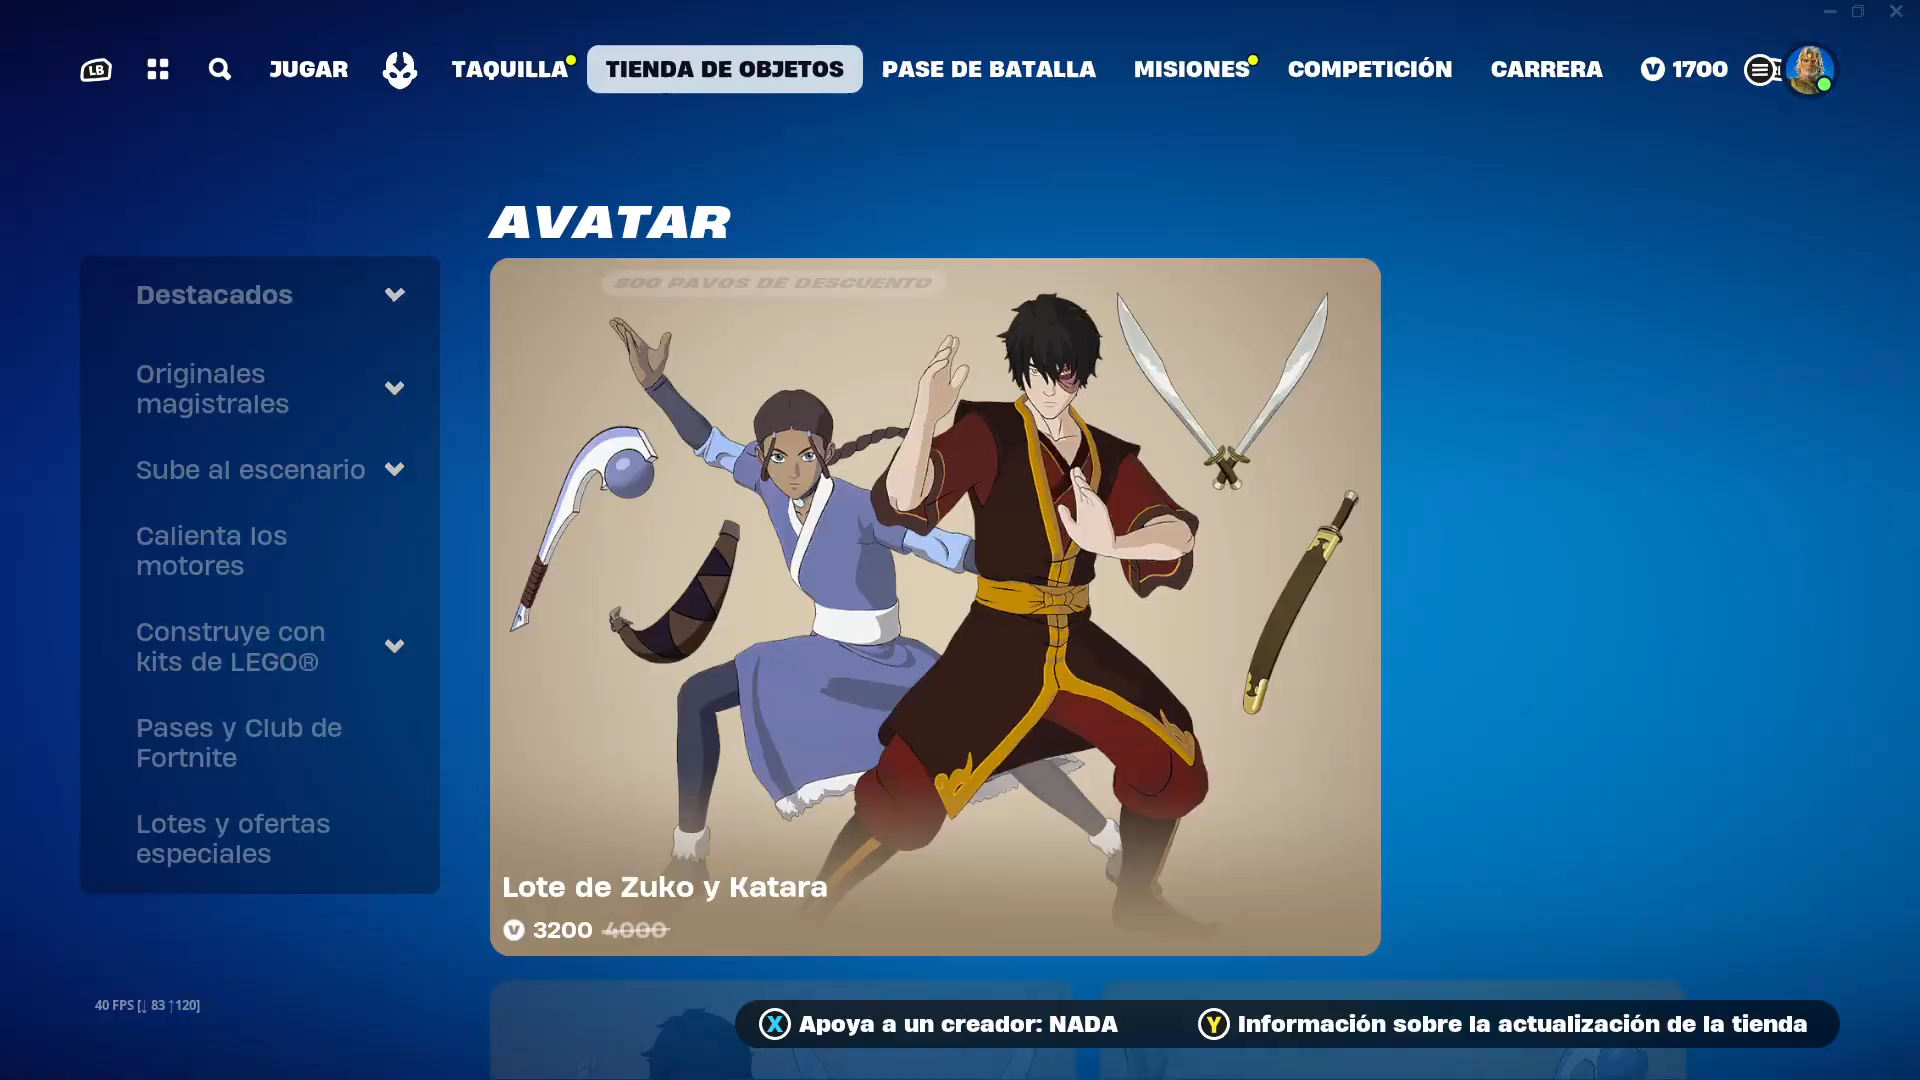 LB
JUGAR
TAQUILLA
TIENDA DE OBJETOS
PASE DE BATALLA
MISIONES
COMPETICIÓN
CARRERA
1700
AVATAR
Destacados
Originales
magistrales
Sube al escenario
Calienta los
motores
Construye con
kits de LEGO®
Pases y Club de
Fortnite
Lotes y ofertas
especiales
800 PAVOS DE DESCUENTO
Lote de Zuko y Katara
3200 4000
40 FPS [↓ 83 ↑120]
X Apoya a un creador: NADA
Y Información sobre la actualización de la tienda